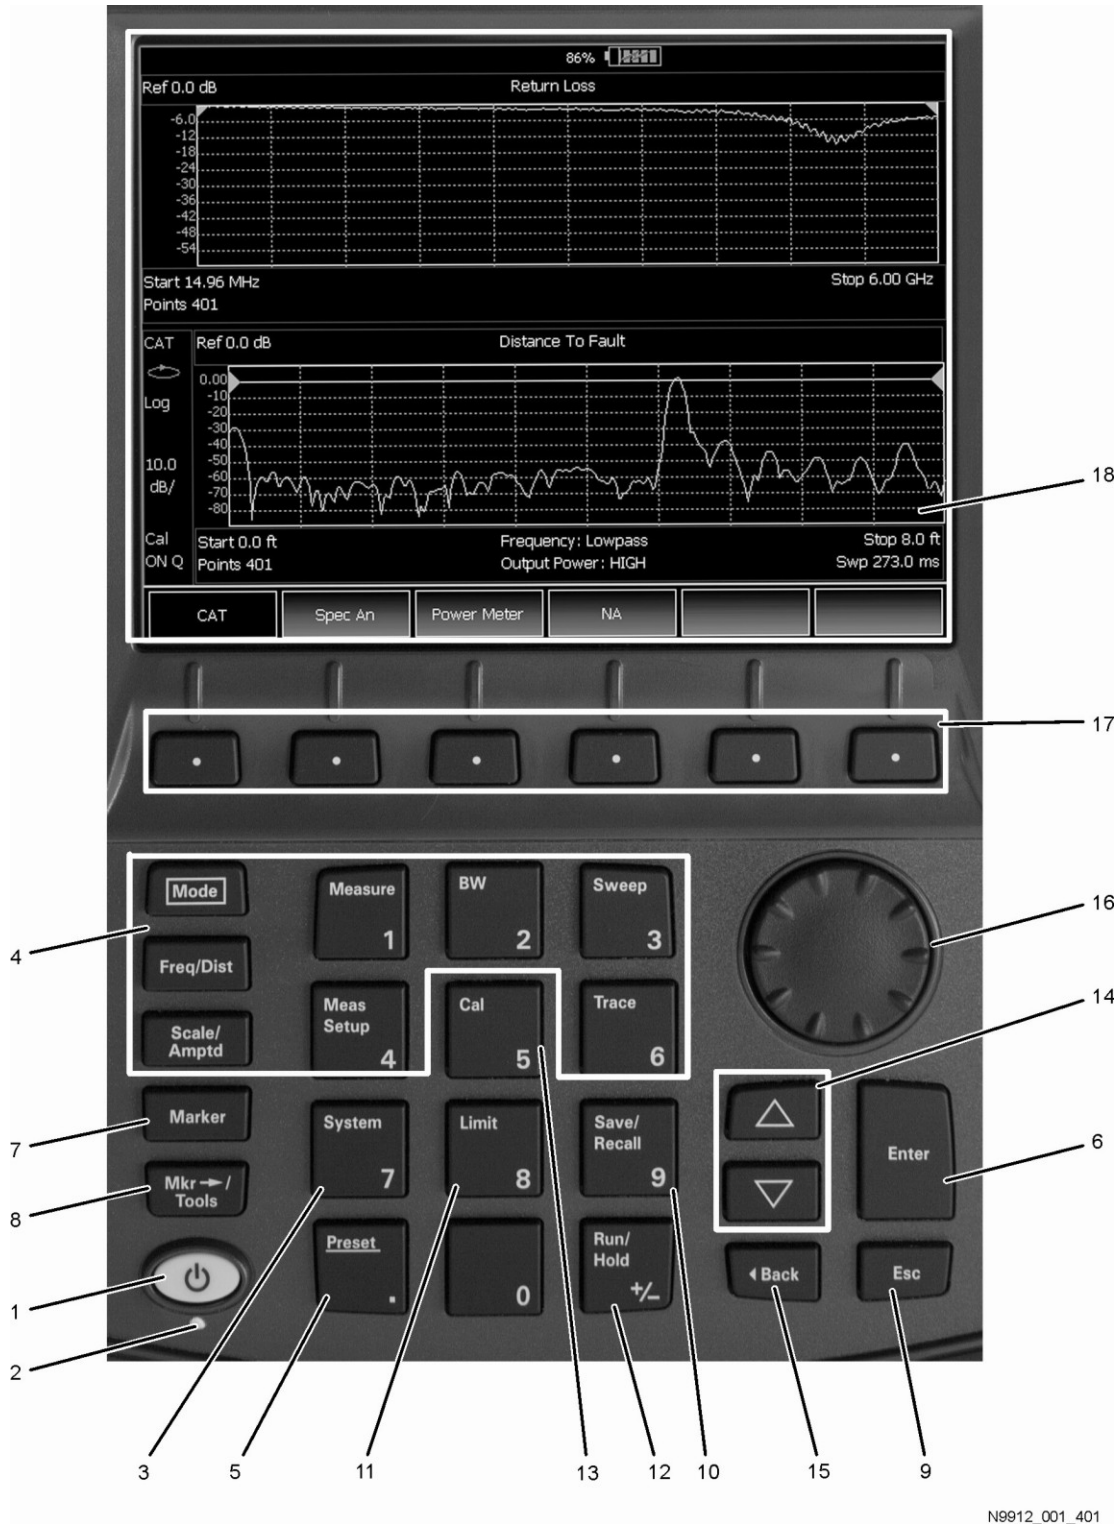 86%
Ref 0.0 dB
Return Loss
-6.0
-12
-18
-24
-30
-36
-42
-48
-54
Start 14.96 MHz
Stop 6.00 GHz
Points 401
CAT
Ref 0.0 dB
Distance To Fault
Log
10.0
dB/
0.00
-10
-20
-30
-40
-50
-60
-70
-80
Cal
ON Q
Start 0.0 ft
Frequency: Lowpass
Stop 8.0 ft
Points 401
Output Power: HIGH
Swp 273.0 ms
18
CAT
Spec An
Power Meter
NA
17
Mode
Measure
1
BW
2
Sweep
3
16
4
Freq/Dist
Meas
Setup
4
Cal
5
Trace
6
14
Scale/
Amptd
Marker
System
7
Limit
8
Save/
Recall
9
Enter
6
7
Mkr→/
Tools
8
Preset
.
0
Run/
Hold
+/-
Back
Esc
1
2
3
5
11
13
12
10
15
9
N9912_001_401